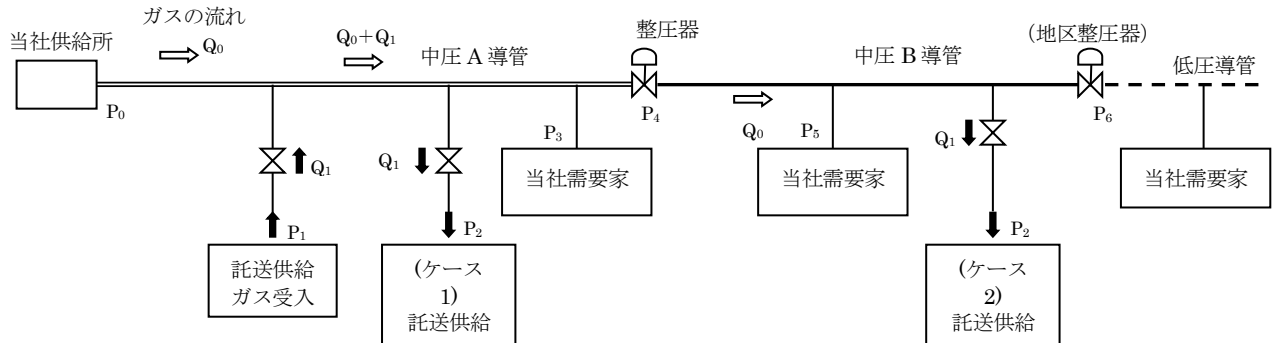 ガスの流れ
当社供給所
Q0
Q0＋Q1
中圧 A 導管
整圧器
中圧 B 導管
（地区整圧器）
低圧導管
P0
P4
P6
Q1
Q1
P3
Q0
P5
Q1
当社需要家
当社需要家
当社需要家
P1
P2
P2
託送供給
ガス受入
(ケース
1)
託送供給
(ケース
2)
託送供給